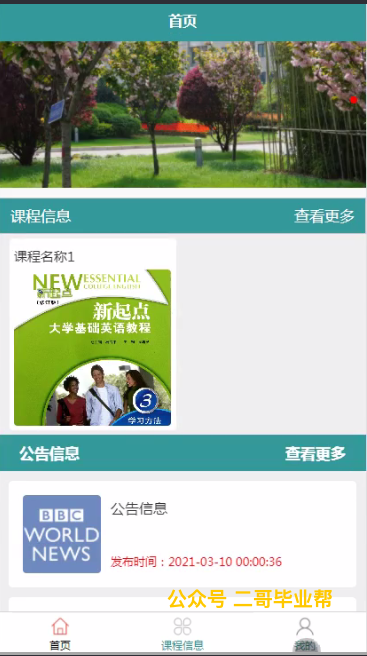 首页
课程信息 查看更多
课程名称1
NEW ESSENTIAL
COLLEGE ENGLISH
新起点
新起点
大学基础英语教程
3
学习方法
公告信息 查看更多
BBC
WORLD
NEWS
公告信息
发布时间：2021-03-10 00:00:36
公众号 二哥毕业帮
首页 课程信息 我的